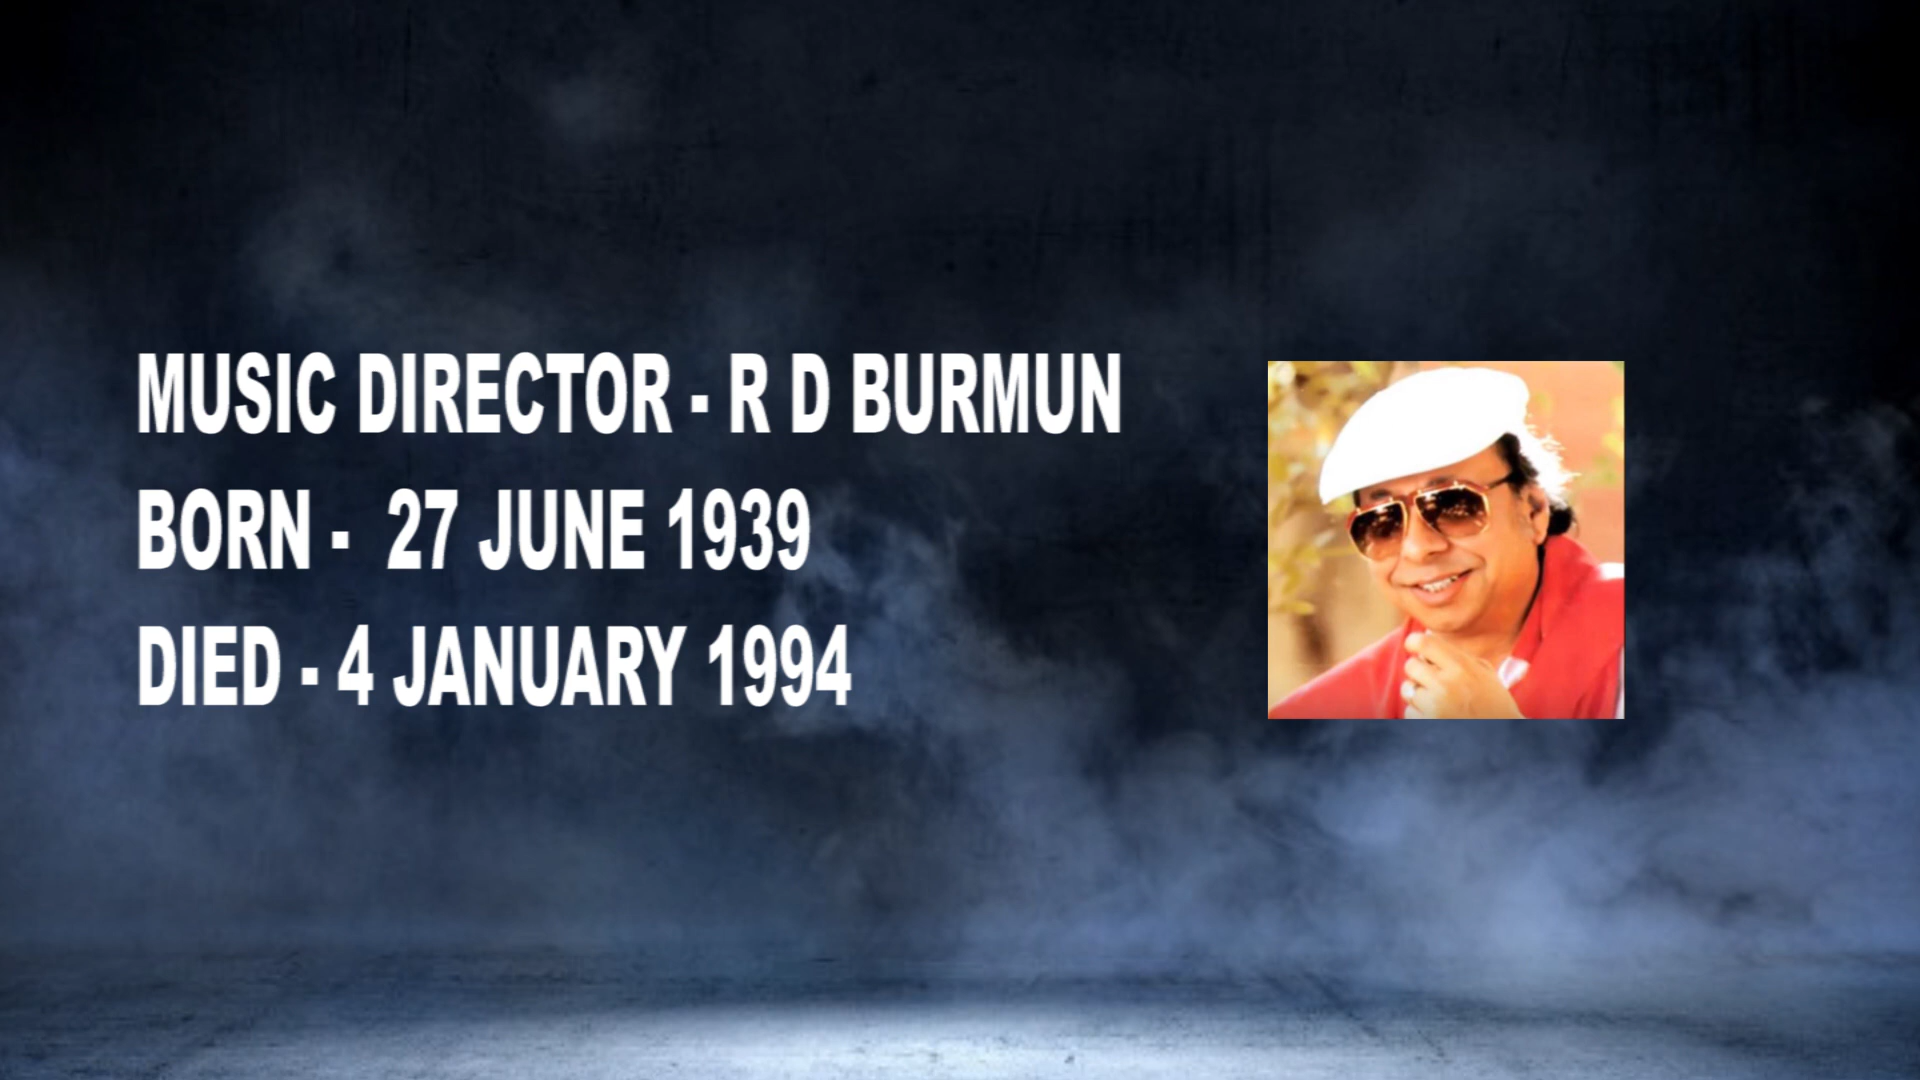 MUSIC DIRECTOR - R D BURMUN
BORN -  27 JUNE 1939
DIED - 4 JANUARY 1994